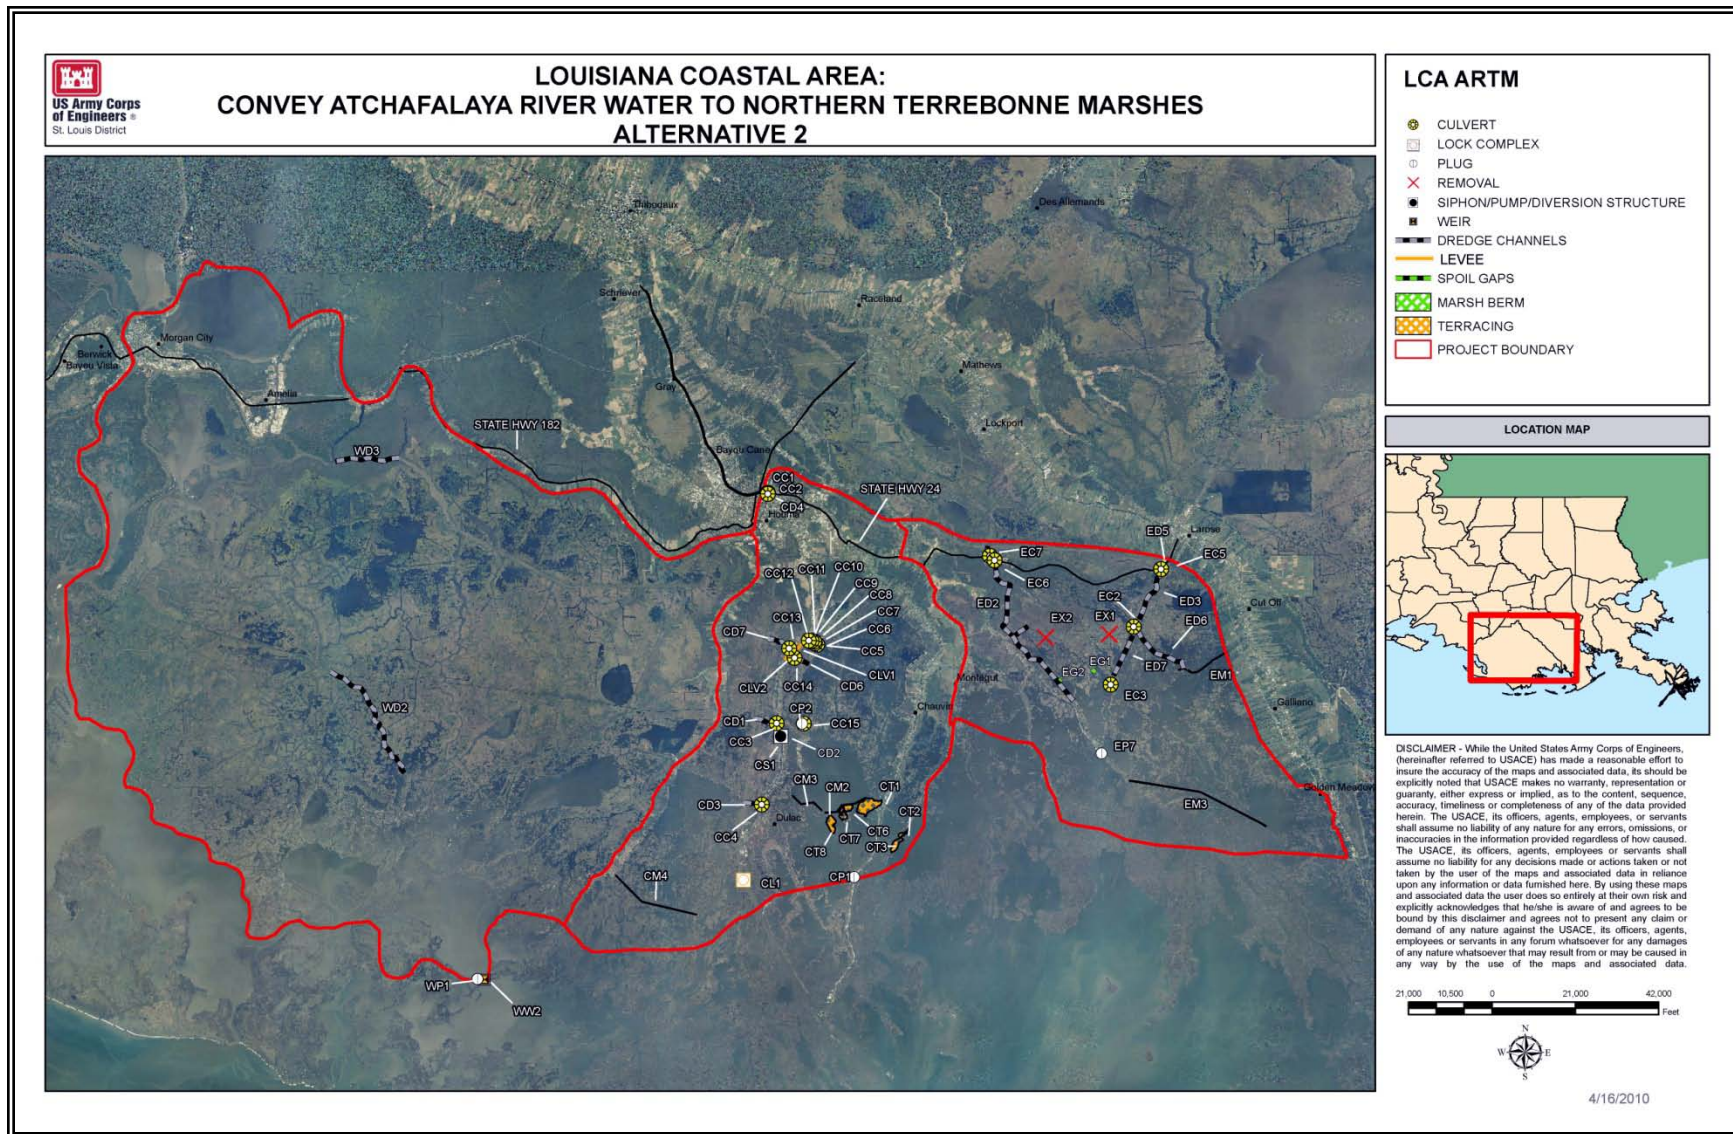 US Army Corps
of Engineers ®
St. Louis District
LOUISIANA COASTAL AREA:
CONVEY ATCHAFALAYA RIVER WATER TO NORTHERN TERREBONNE MARSHES
ALTERNATIVE 2
LCA ARTM
CULVERT
LOCK COMPLEX
PLUG
REMOVAL
SIPHON/PUMP/DIVERSION STRUCTURE
WEIR
DREDGE CHANNELS
LEVEE
SPOIL GAPS
MARSH BERM
TERRACING
PROJECT BOUNDARY
LOCATION MAP
DISCLAIMER - While the United States Army Corps of Engineers,
(hereinafter referred to USACE) has made a reasonable effort to
insure the accuracy of the maps and associated data, its should be
explicitly noted that USACE makes no warranty, representation or
guaranty, either express or implied, as to the content, sequence,
accuracy, timeliness or completeness of any of the data provided
herein. The USACE, its officers, agents, employees, or servants
shall assume no liability of any nature for any errors, omissions, or
inaccuracies in the information provided regardless of how caused.
The USACE, its officers, agents, employees or servants shall
assume no liability for any decisions made or actions taken or not
taken by the user of the maps and associated data in reliance
upon any information or data furnished here. By using these maps
and associated data the user does so entirely at their own risk and
explicitly acknowledges that he/she is aware of and agrees to be
bound by this disclaimer and agrees not to present any claim or
demand of any nature against the USACE, its officers, agents,
employees or servants in any forum whatsoever for any damages
of any nature whatsoever that may result from or may be caused in
any way by the use of the maps and associated data.
21,000 10,500 0 21,000 42,000
Feet
N
W E
S
4/16/2010
Thibodaux
Des Allemands
Schriever
Raceland
Morgan City
Berwick
Bayou Vista
Amelia
Gray
Mathews
Lockport
STATE HWY 182
Bayou Cane
WD3
CC1
CC2
CD4
Houma
STATE HWY 24
ED5
Larose
EC7
EC5
EC6
CC12
CC11
CC10
CC9
CC8
CC7
CC6
CC5
CC13
CD7
ED2
EX2
EX1
EC2
ED3
ED6
Cut Off
CLV2
CC14
CD6
CLV1
Montegut
EG2
EG1
ED7
EM1
EC3
WD2
CP2
CD1
CC15
CC3
CD2
CS1
Chauvin
Galliano
EP7
CM3
CM2
CT1
CT2
CD3
CC4
Dulac
CT8
CT7
CT6
CT3
EM3
Golden Meadow
CM4
CL1
CP1
WP1
WW2